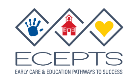 ECEPTS
EARLY CARE & EDUCATION PATHWAYS TO SUCCESS